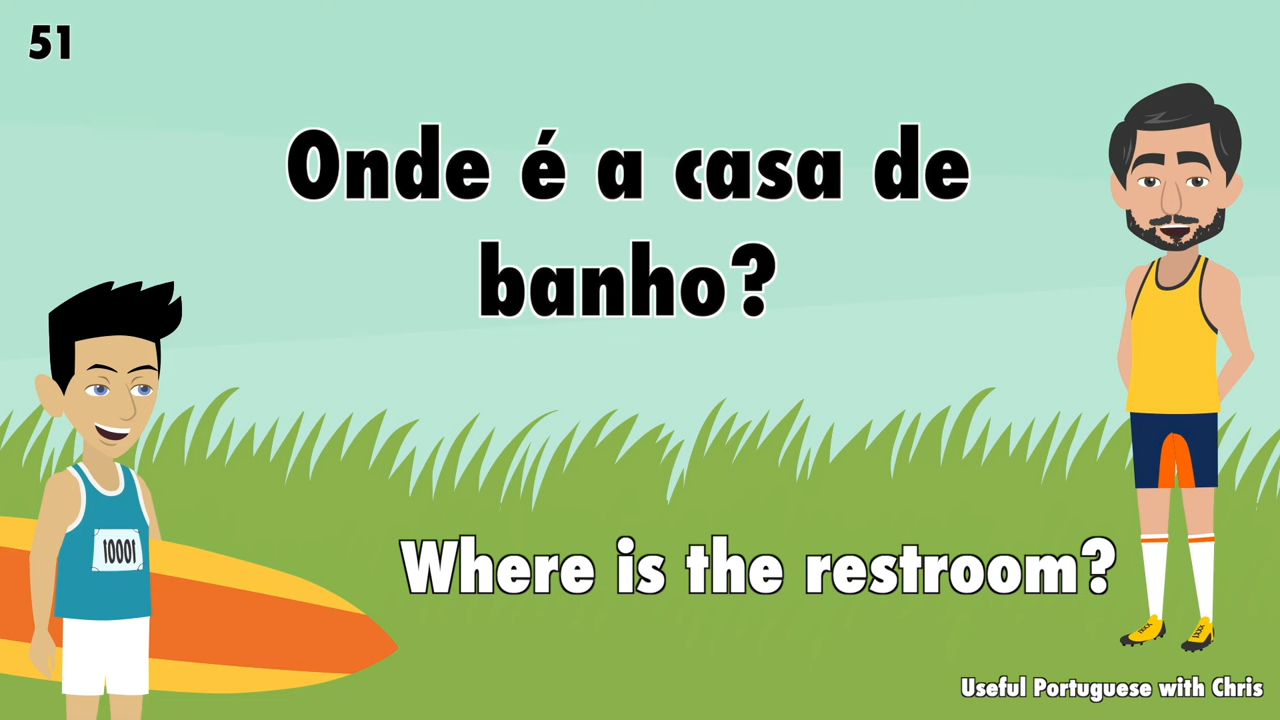 51
Onde é a casa de
banho?
10001
Where is the restroom?
Useful Portuguese with Chris